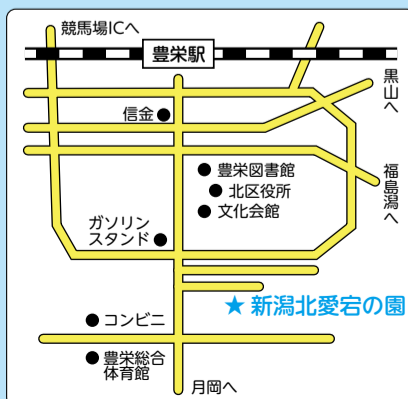 競馬場ICへ
豊栄駅
黒山へ
信金
豊栄図書館
北区役所
文化会館
福島潟へ
ガソリン
スタンド
★ 新潟北愛宕の園
コンビニ
豊栄総合
体育館
月岡へ